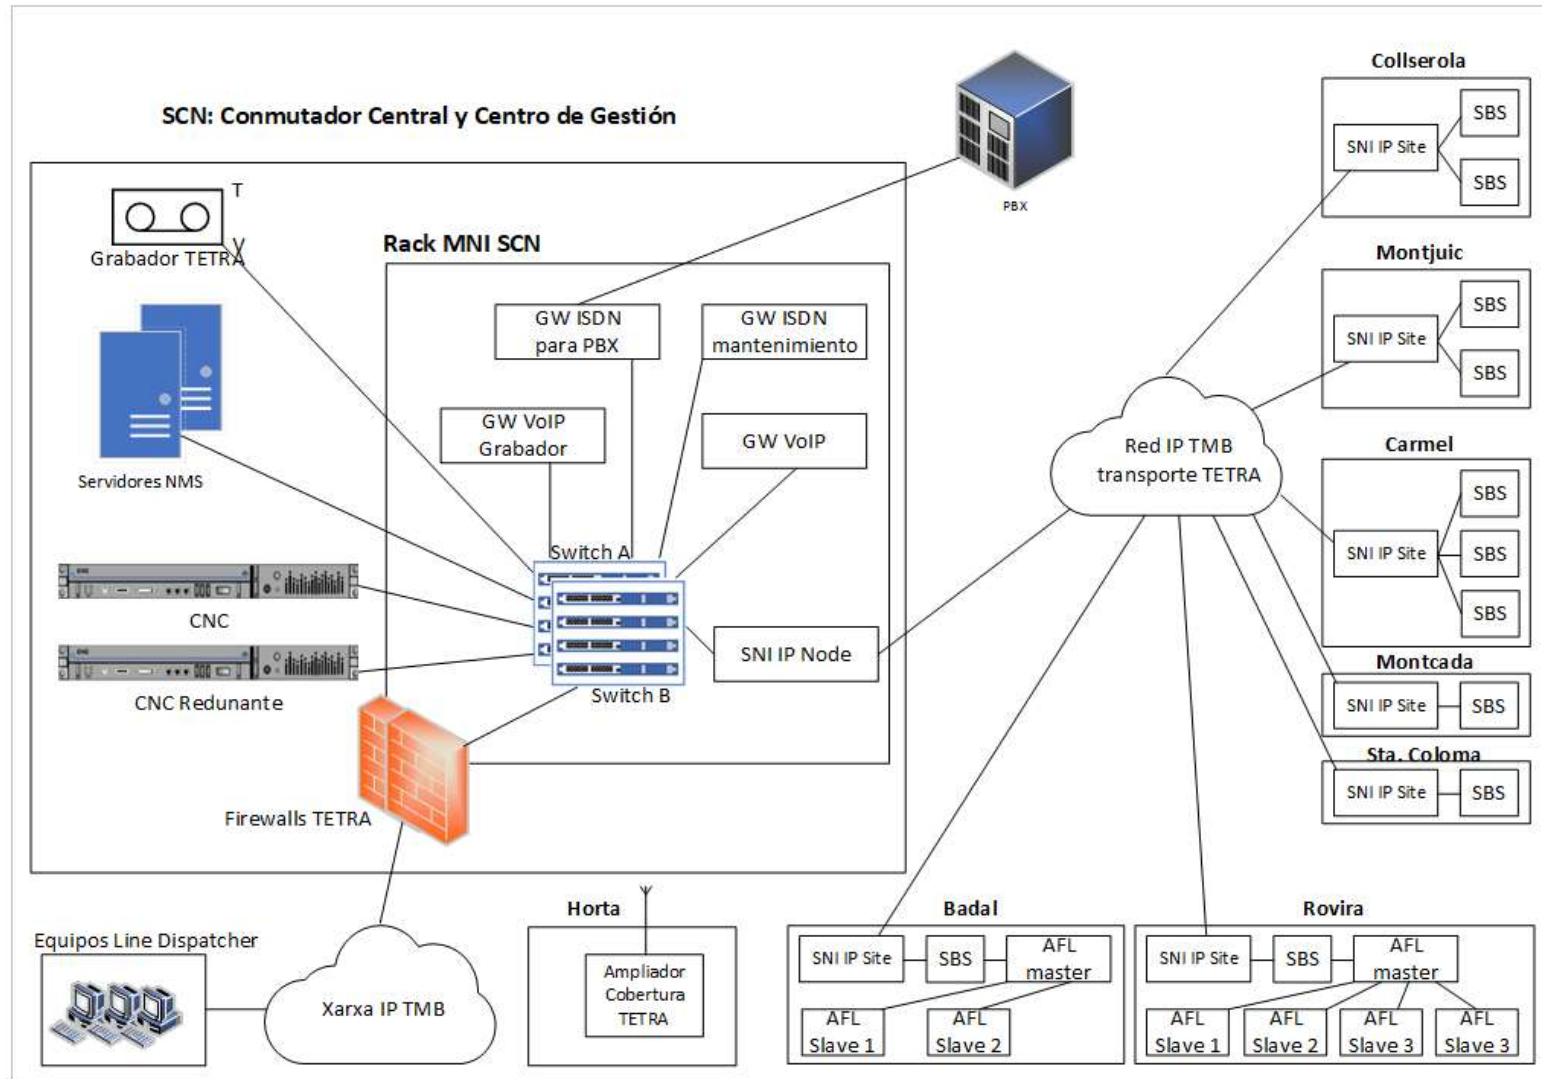 SCN: Conmutador Central y Centro de Gestión
T
V
Grabador TETRA
Servidores NMS
CNC
CNC Redunante
Rack MNI SCN
GW ISDN
para PBX
GW ISDN
mantenimiento
GW VoIP
Grabador
GW VoIP
Switch A
Switch B
SNI IP Node
Firewalls TETRA
PBX
Red IP TMB
transporte TETRA
Collserola
SNI IP Site
SBS
SBS
Montjuic
SNI IP Site
SBS
SBS
Carmel
SNI IP Site
SBS
SBS
SBS
Montcada
SNI IP Site
SBS
Sta. Coloma
SNI IP Site
SBS
Equipos Line Dispatcher
Xarxa IP TMB
Horta
Ampliador
Cobertura
TETRA
Badal
SNI IP Site
SBS
AFL
master
AFL
Slave 1
AFL
Slave 2
Rovira
SNI IP Site
SBS
AFL
master
AFL
Slave 1
AFL
Slave 2
AFL
Slave 3
AFL
Slave 3